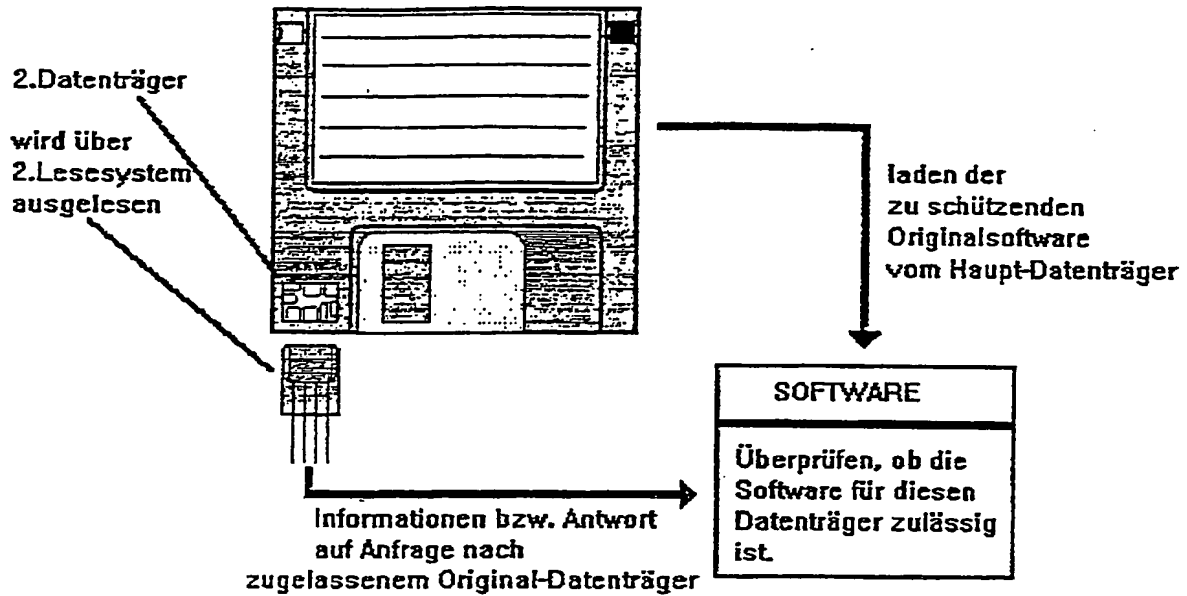 2.Datenträger
wird über
2.Lesesystem
ausgelesen
laden der
zu schützenden
Originalsoftware
vom Haupt-Datenträger
SOFTWARE
Überprüfen, ob die
Software für diesen
Datenträger zulässig
ist.
Informationen bzw. Antwort
auf Anfrage nach
zugelassenem Original-Datenträger